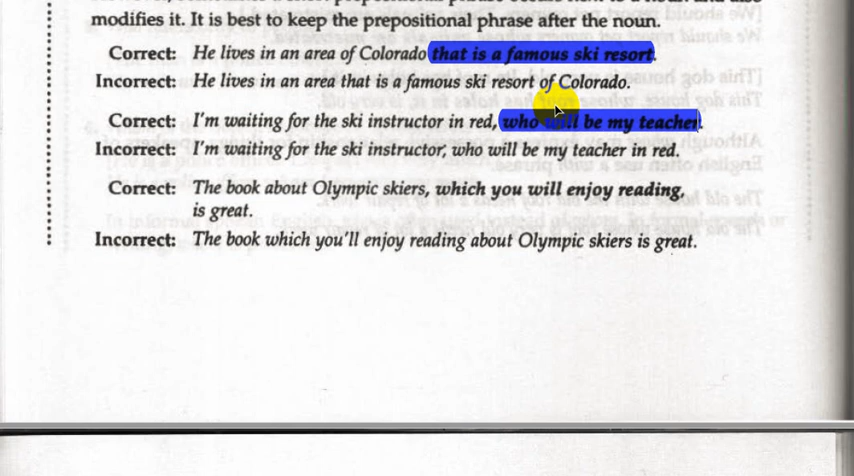 modifies it. It is best to keep the prepositional phrase after the noun.
Correct: He lives in an area of Colorado that is a famous ski resort.
Incorrect: He lives in an area that is a famous ski resort of Colorado.
Correct: I'm waiting for the ski instructor in red, who will be my teacher.
Incorrect: I'm waiting for the ski instructor, who will be my teacher in red.
Correct: The book about Olympic skiers, which you will enjoy reading,
is great.
Incorrect: The book which you'll enjoy reading about Olympic skiers is great.